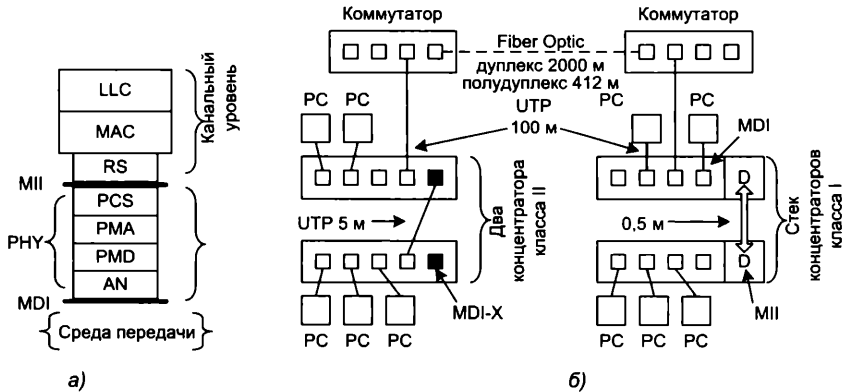 LLC
MAC
RS
MII
PCS
PMA
PMD
AN
PHY
MDI
Среда передачи
Канальный
уровень
а)
Коммутатор
Коммутатор
Fiber Optic
дуплекс 2000 м
полудуплекс 412 м
PC
PC
UTP
100 м
PC
PC
MDI
D
UTP 5 м
Два
концентратора
класса II
0,5 м
Стек
концентраторов
класса I
D
MDI-X
MII
PC
PC
PC
PC
PC
PC
б)